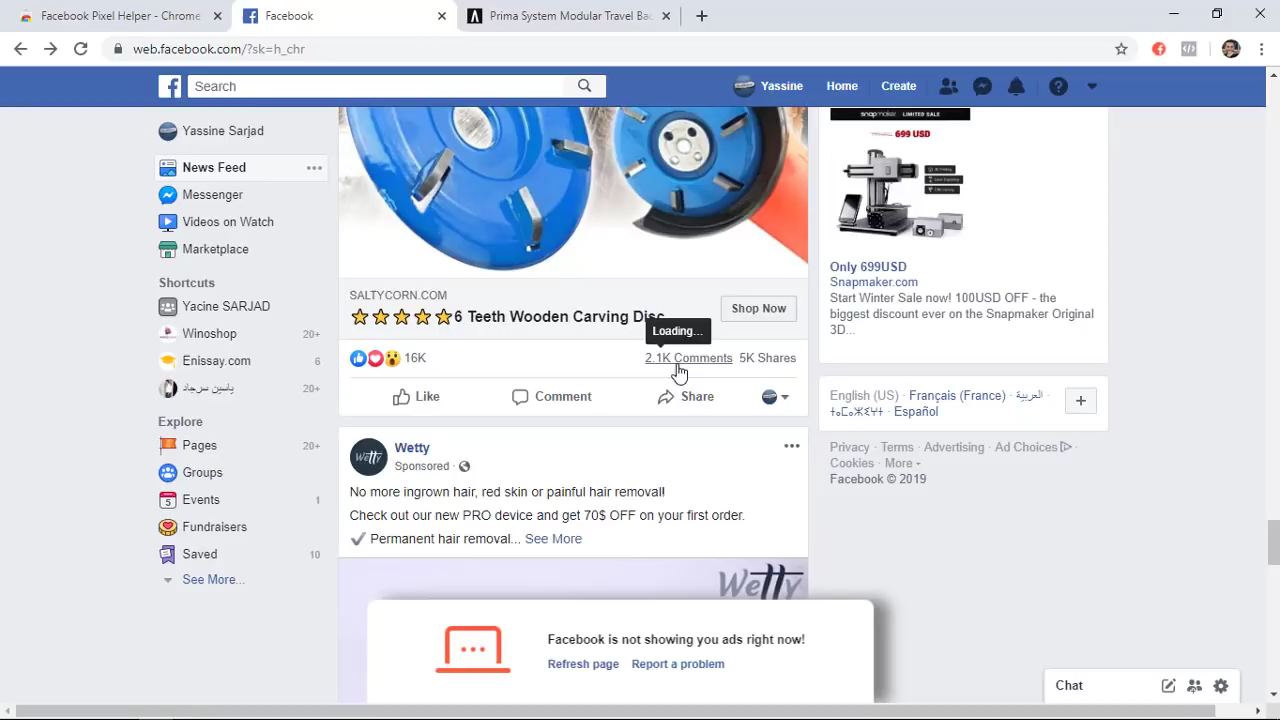 Facebook Pixel Helper - Chrome
Facebook
Prima System Modular Travel Bac
web.facebook.com/?sk=h_chr
Search
Yassine
Home
Create
Yassine Sarjad
News Feed
Messenger
Videos on Watch
Marketplace
Shortcuts
Yacine SARJAD
Winoshop
20+
Enissay.com
6
ياسين سرجاد
20+
Explore
Pages
20+
Groups
Events
1
Fundraisers
Saved
10
See More...
SALTYCORN.COM
6 Teeth Wooden Carving Disc
Shop Now
Loading...
16K
2.1K Comments
5K Shares
Like
Comment
Share
Wetty
Sponsored ·
No more ingrown hair, red skin or painful hair removal!
Check out our new PRO device and get 70$ OFF on your first order.
Permanent hair removal... See More
Wetty
Facebook is not showing you ads right now!
Refresh page
Report a problem
snapmaker
LIMITED SALE
699 USD
Only 699USD
Snapmaker.com
Start Winter Sale now! 100USD OFF - the
biggest discount ever on the Snapmaker Original
3D...
English (US) · Français (France) · العربية ·
ⵜⴰⵎⴰⵣⵉⵖⵜ · Español
Privacy · Terms · Advertising · Ad Choices
Cookies · More
Facebook © 2019
Chat